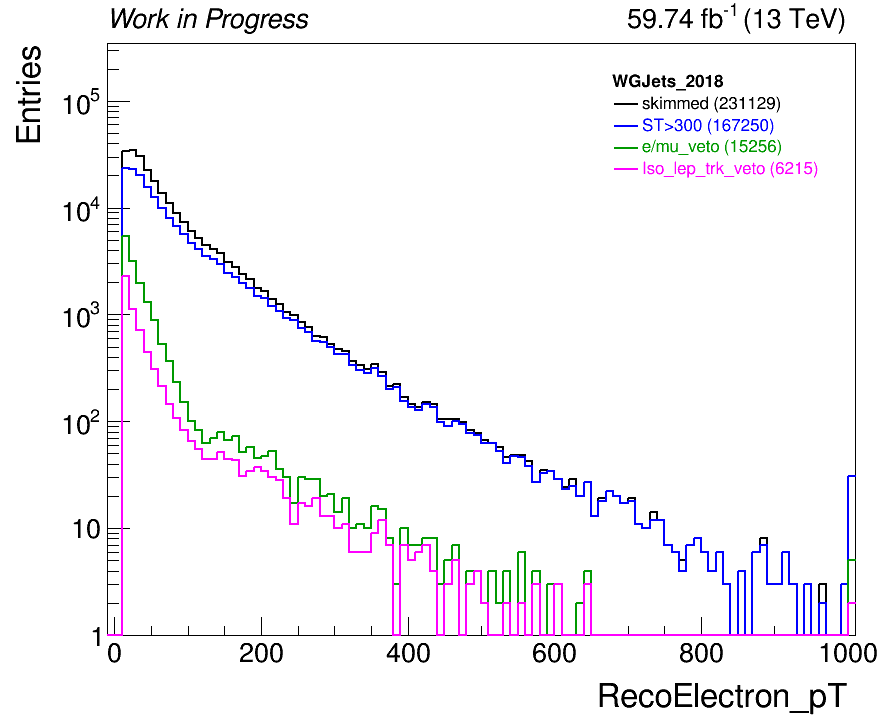 Work in Progress
59.74 fb-1 (13 TeV)
Entries
WGJets_2018
skimmed (231129)
ST>300 (167250)
e/mu_veto (15256)
Iso_lep_trk_veto (6215)
10^5
10^4
10^3
10^2
10
1
0 200 400 600 800 1000
RecoElectron_pT